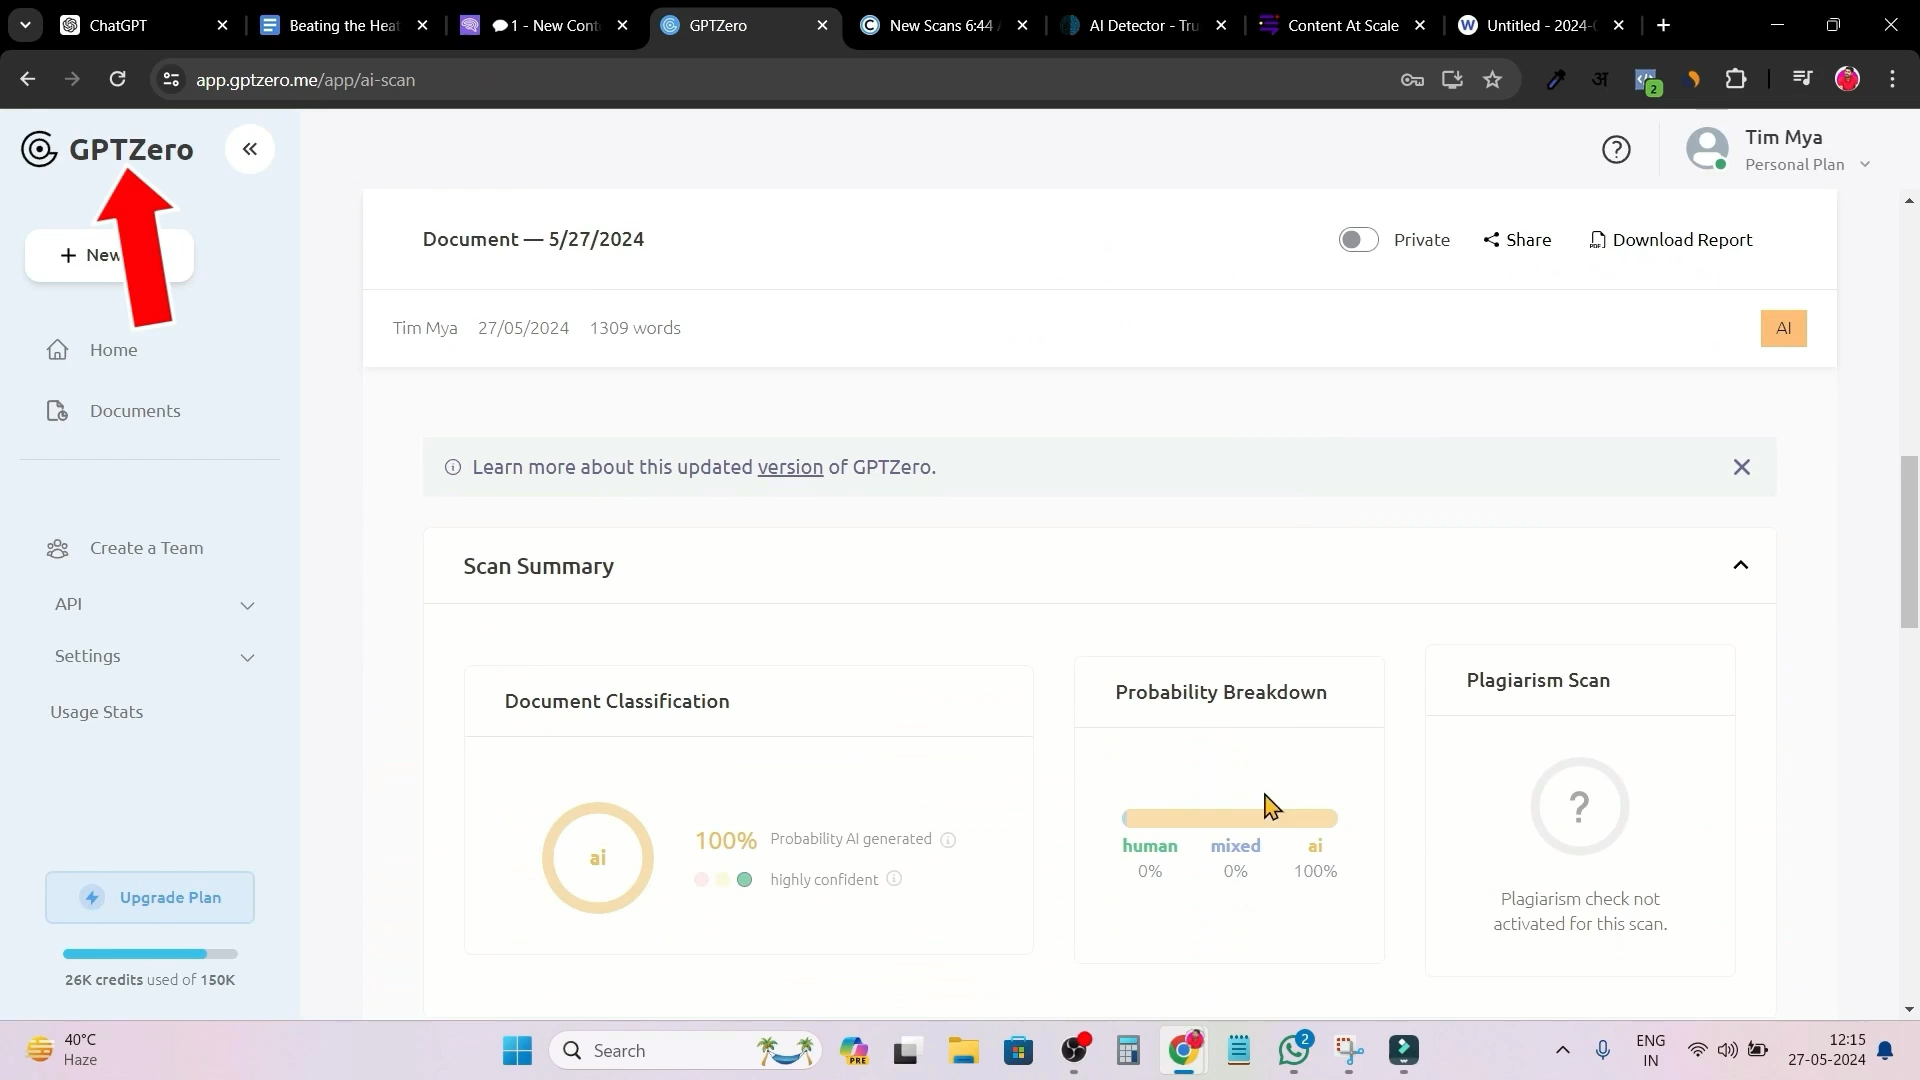 ChatGPT
Beating the Heat
1 - New Cont
GPTZero
New Scans 6:44
AI Detector - Tru
Content At Scale
Untitled - 2024-
app.gptzero.me/app/ai-scan
अ
2
GPTZero
Tim Mya
Personal Plan
Document — 5/27/2024
Private
Share
Download Report
+ New
Tim Mya 27/05/2024 1309 words
AI
Home
Documents
Learn more about this updated version of GPTZero.
Create a Team
API
Settings
Usage Stats
Scan Summary
Document Classification
ai
100% Probability AI generated
highly confident
Probability Breakdown
human mixed ai
0% 0% 100%
Plagiarism Scan
?
Plagiarism check not
activated for this scan.
Upgrade Plan
26K credits used of 150K
40°C
Haze
Search
PRE
2
ENG
IN
12:15
27-05-2024